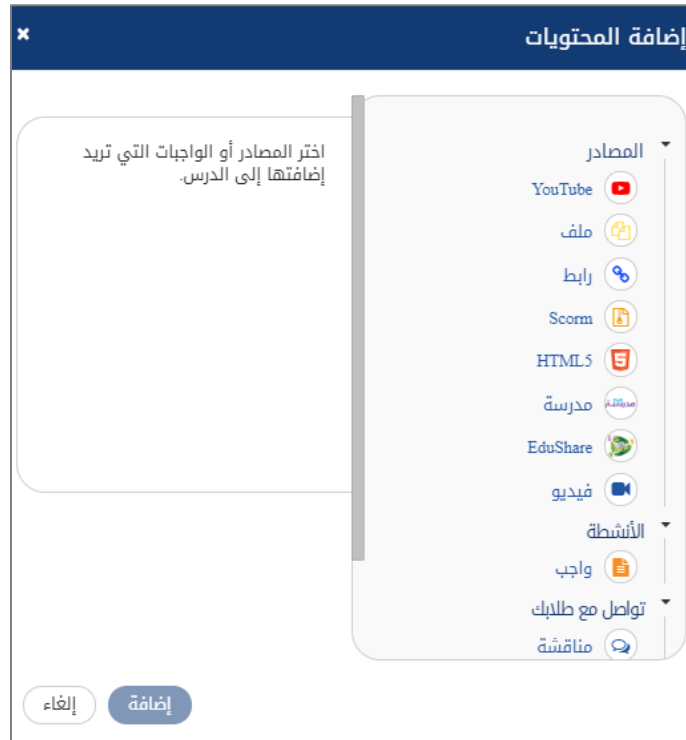 إضافة المحتويات
المصادر
YouTube
ملف
رابط
Scorm
HTML5
مدرسة
EduShare
فيديو
الأنشطة
واجب
تواصل مع طلابك
مناقشة
اختر المصادر أو الواجبات التي تريد
إضافتها إلى الدرس.
إضافة
إلغاء